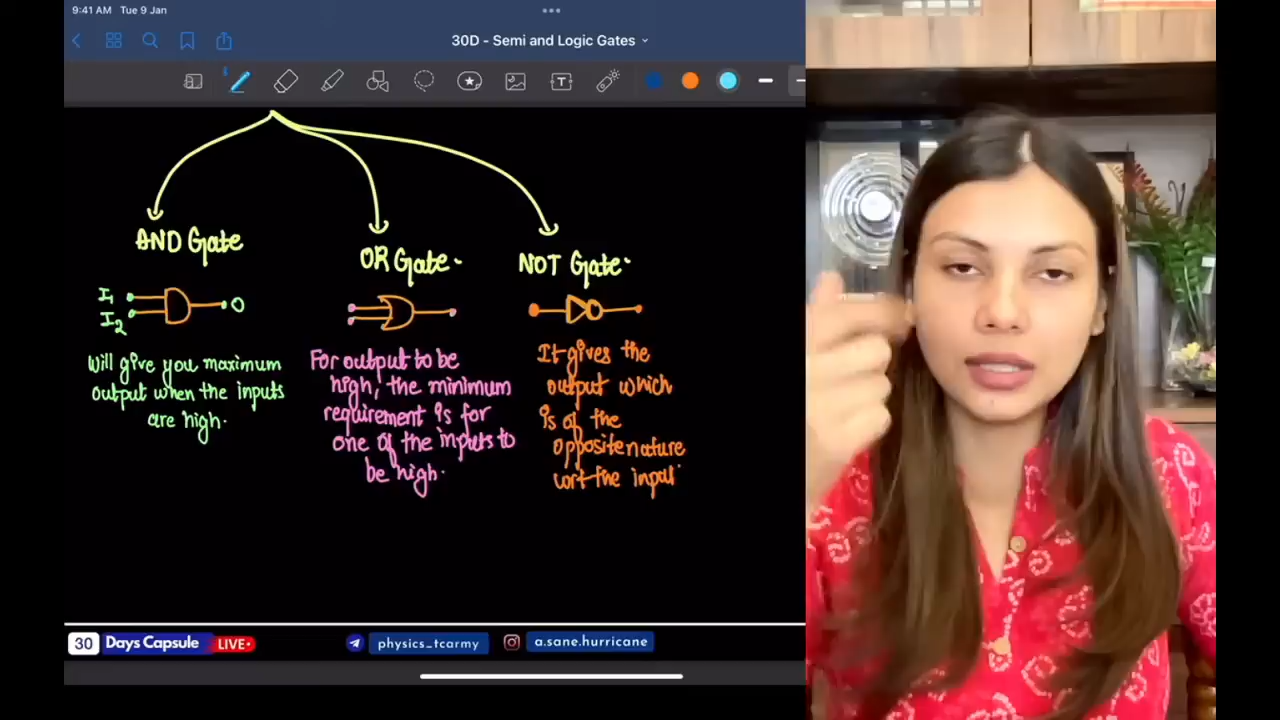 9:41 AM Tue 9 Jan
30D - Semi and Logic Gates
T
AND Gate
OR Gate.
NOT Gate.
I1
I2
O
Will give you maximum
output when the inputs
are high.
For output to be
high, the minimum
requirement is for
one of the inputs to
be high.
It gives the
output which
is of the
opposite nature
wrt the input
30 Days Capsule LIVE
physics_tcarmy
a.sane.hurricane